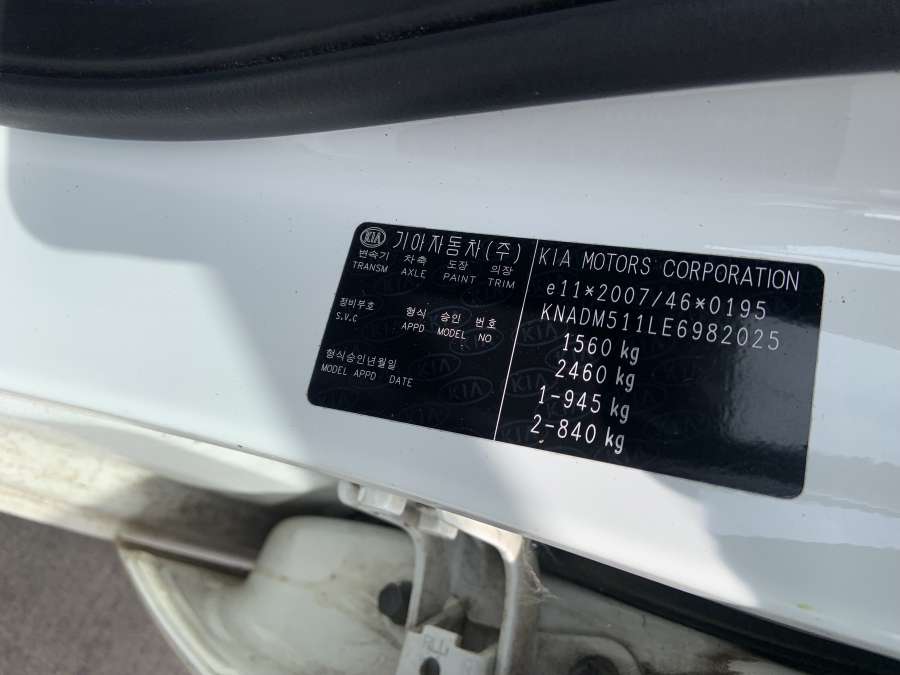 KIA 기아자동차(주)
변속기 차축 도장 의장
TRANSM AXLE PAINT TRIM
정비부호 형식 승인 번호
S.V.C APPD MODEL NO
형식승인년월일
MODEL APPD DATE
KIA MOTORS CORPORATION
e11*2007/46*0195
KNADM511LE6982025
1560 kg
2460 kg
1-945 kg
2-840 kg